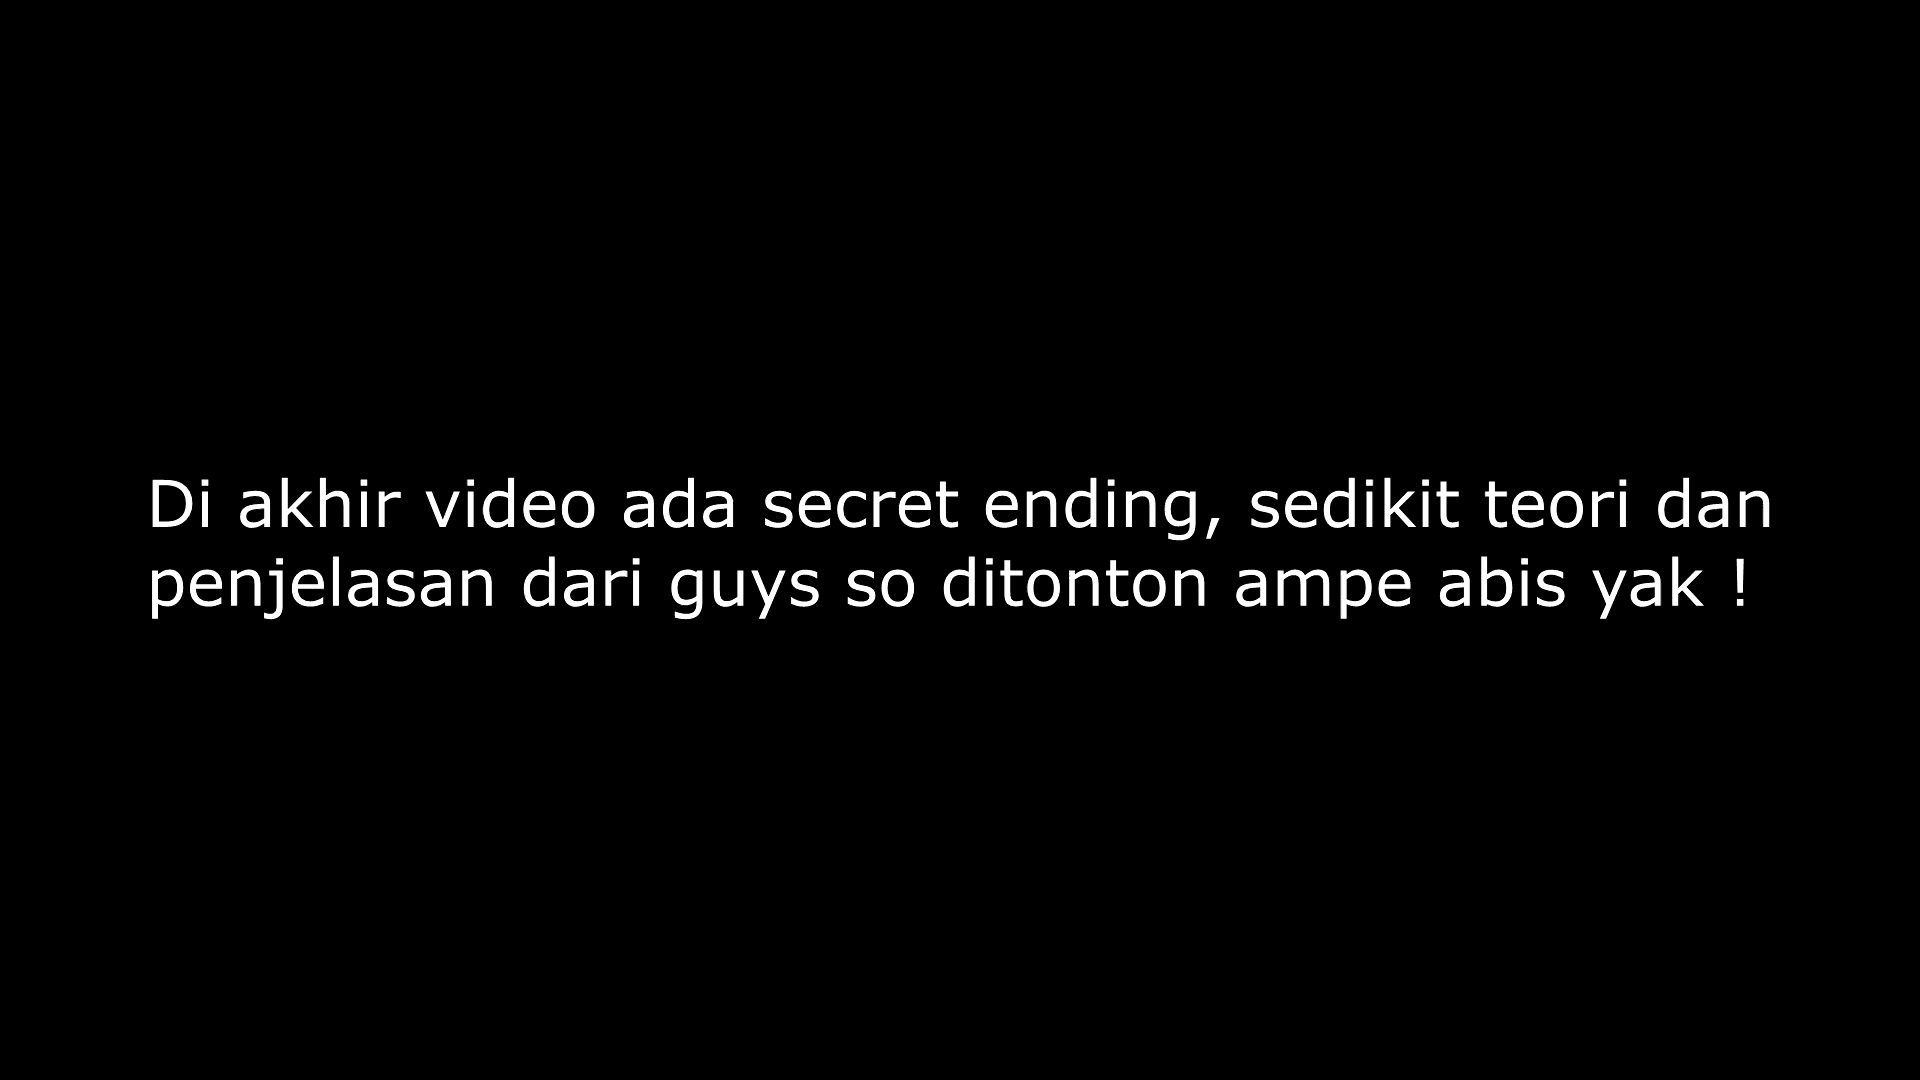 Di akhir video ada secret ending, sedikit teori dan
penjelasan dari guys so ditonton ampe abis yak !